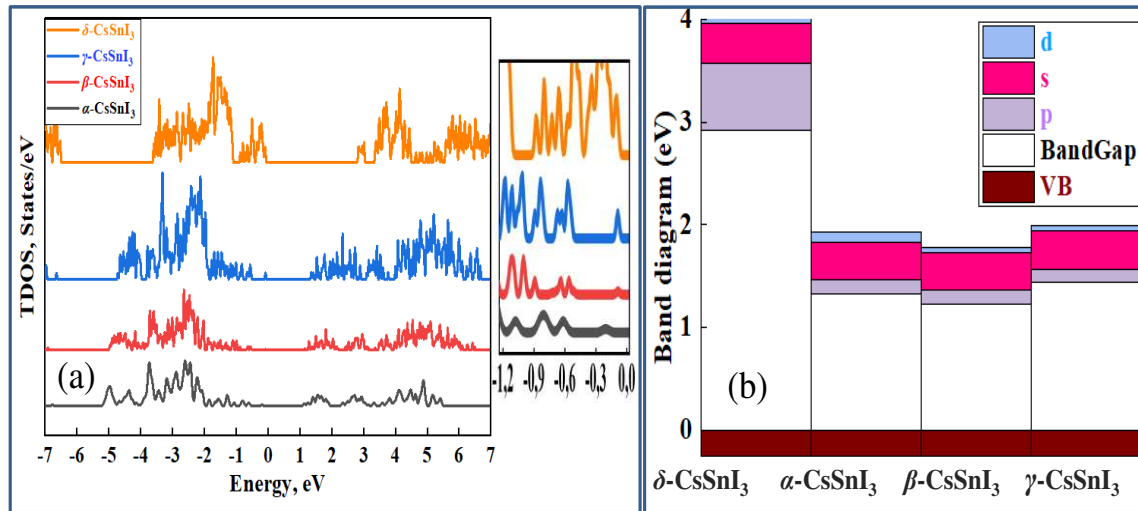 δ-CsSnI₃
γ-CsSnI₃
β-CsSnI₃
α-CsSnI₃
TDOS, States/eV
(a)
-7 -6 -5 -4 -3 -2 -1 0 1 2 3 4 5 6 7
Energy, eV
-1,2 -0,9 -0,6 -0,3 0,0
Band diagram (eV)
4
3
2
1
0
d
s
p
BandGap
VB
(b)
δ-CsSnI₃ α-CsSnI₃ β-CsSnI₃ γ-CsSnI₃